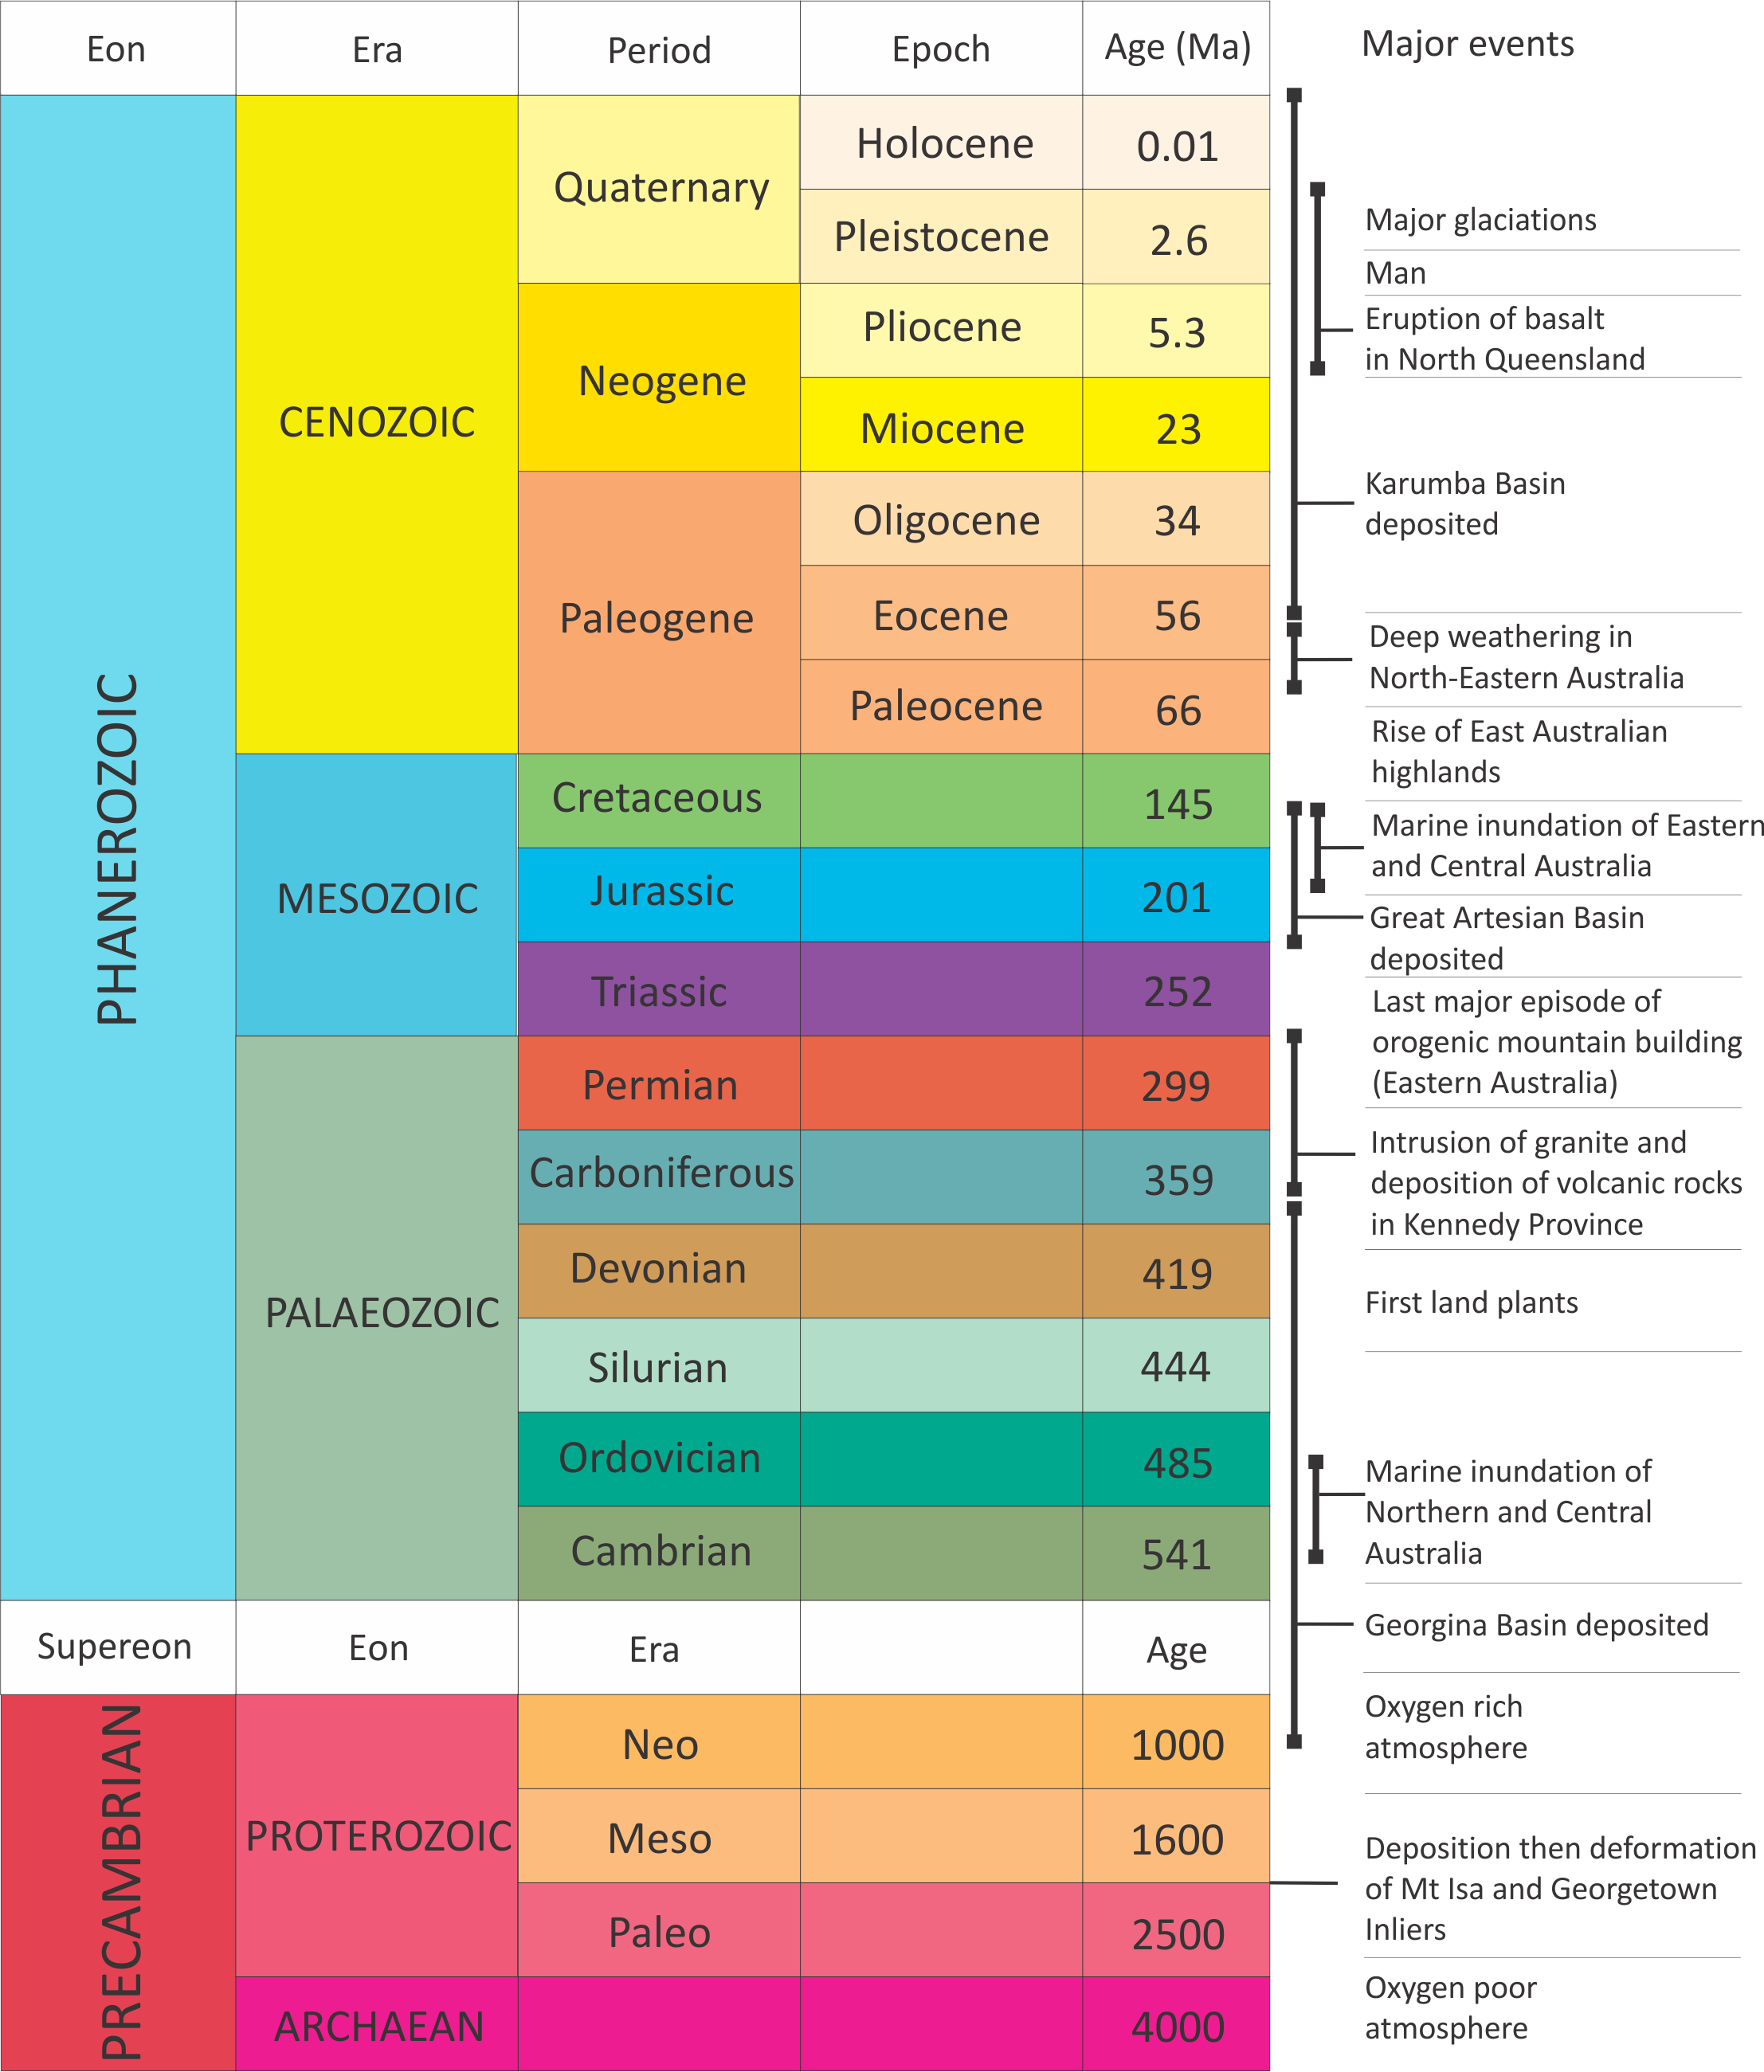 Eon Era Period Epoch Age (Ma) Major events
PHANEROZOIC
CENOZOIC
Quaternary
Holocene 0.01
Pleistocene 2.6
Neogene
Pliocene 5.3
Miocene 23
Paleogene
Oligocene 34
Eocene 56
Paleocene 66
MESOZOIC
Cretaceous 145
Jurassic 201
Triassic 252
PALAEOZOIC
Permian 299
Carboniferous 359
Devonian 419
Silurian 444
Ordovician 485
Cambrian 541
Supereon Eon Era Age
PRECAMBRIAN
PROTEROZOIC
Neo 1000
Meso 1600
Paleo 2500
ARCHAEAN 4000
Major glaciations
Man
Eruption of basalt
in North Queensland
Karumba Basin
deposited
Deep weathering in
North-Eastern Australia
Rise of East Australian
highlands
Marine inundation of Eastern
and Central Australia
Great Artesian Basin
deposited
Last major episode of
orogenic mountain building
(Eastern Australia)
Intrusion of granite and
deposition of volcanic rocks
in Kennedy Province
First land plants
Marine inundation of
Northern and Central
Australia
Georgina Basin deposited
Oxygen rich
atmosphere
Deposition then deformation
of Mt Isa and Georgetown
Inliers
Oxygen poor
atmosphere